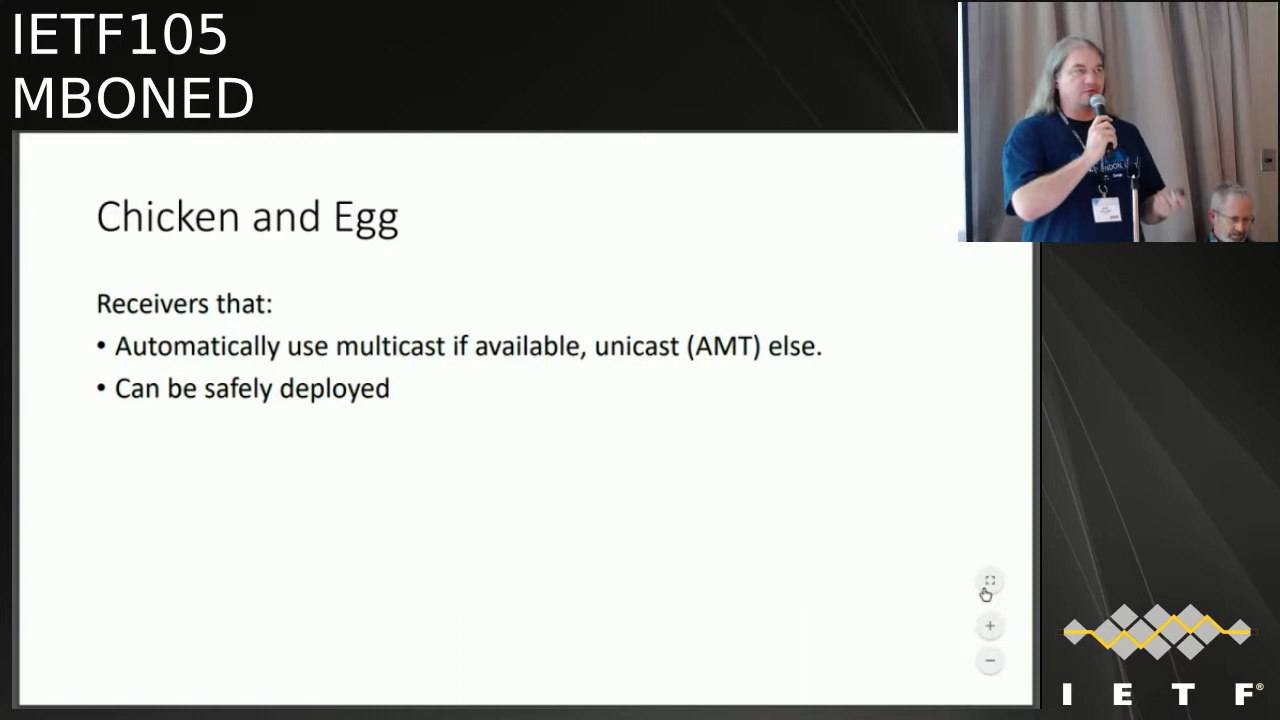 IETF105
MBONED
Chicken and Egg
Receivers that:
• Automatically use multicast if available, unicast (AMT) else.
• Can be safely deployed
I E T F®